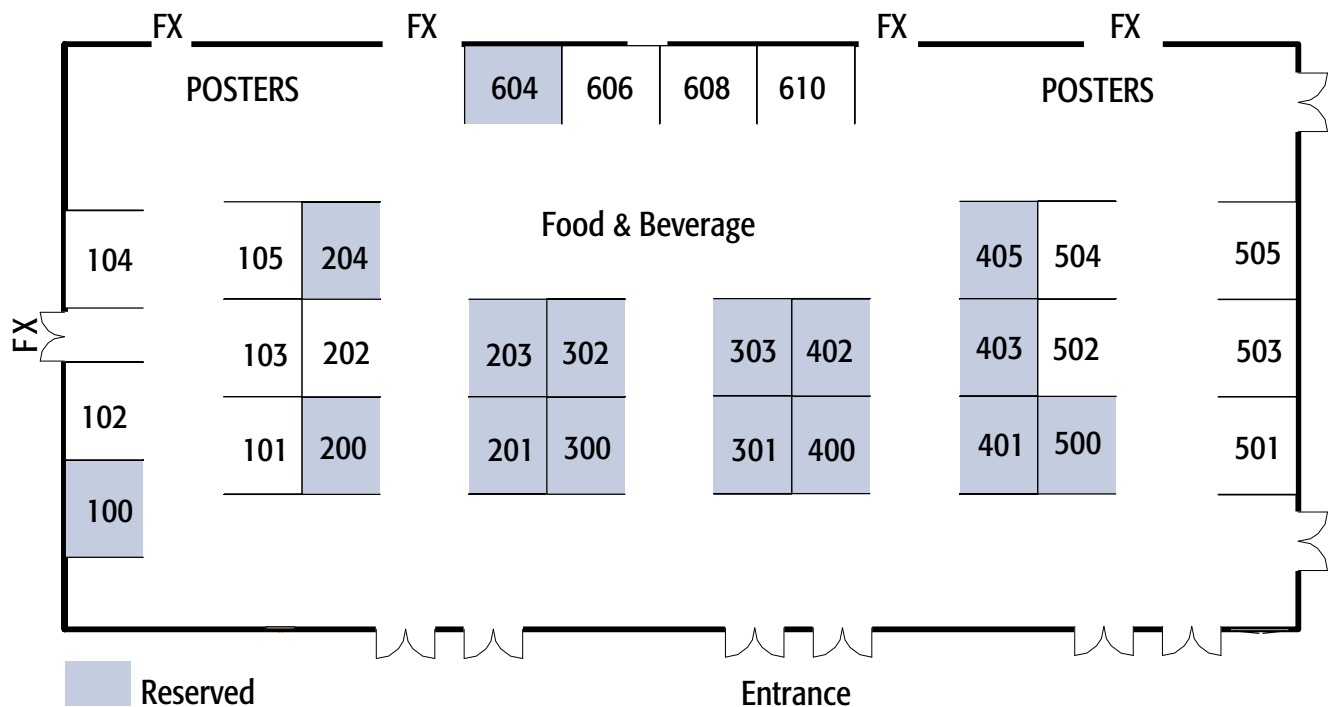 FX FX FX FX
POSTERS 604 606 608 610 POSTERS
Food & Beverage
104 105 204 405 504 505
FX
103 202 203 302 303 402 403 502 503
102
101 200 201 300 301 400 401 500 501
100
Reserved Entrance